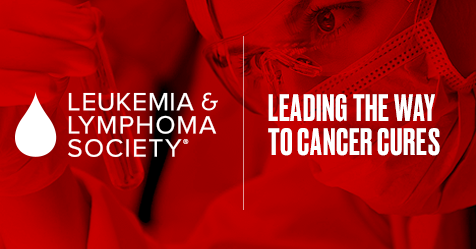 LEUKEMIA &
LYMPHOMA
SOCIETY®
LEADING THE WAY
TO CANCER CURES